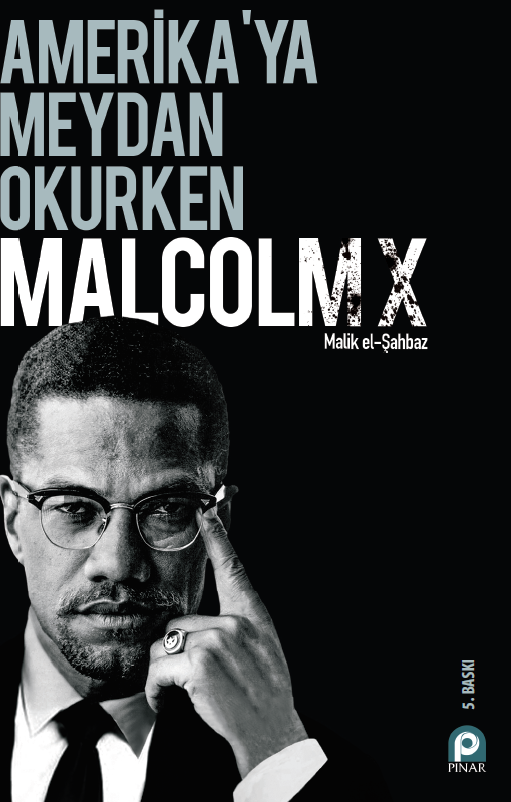 AMERİKA'YA
MEYDAN
OKURKEN
MALCOLM X
Malik el-Şahbaz
5. BASKI
PINAR